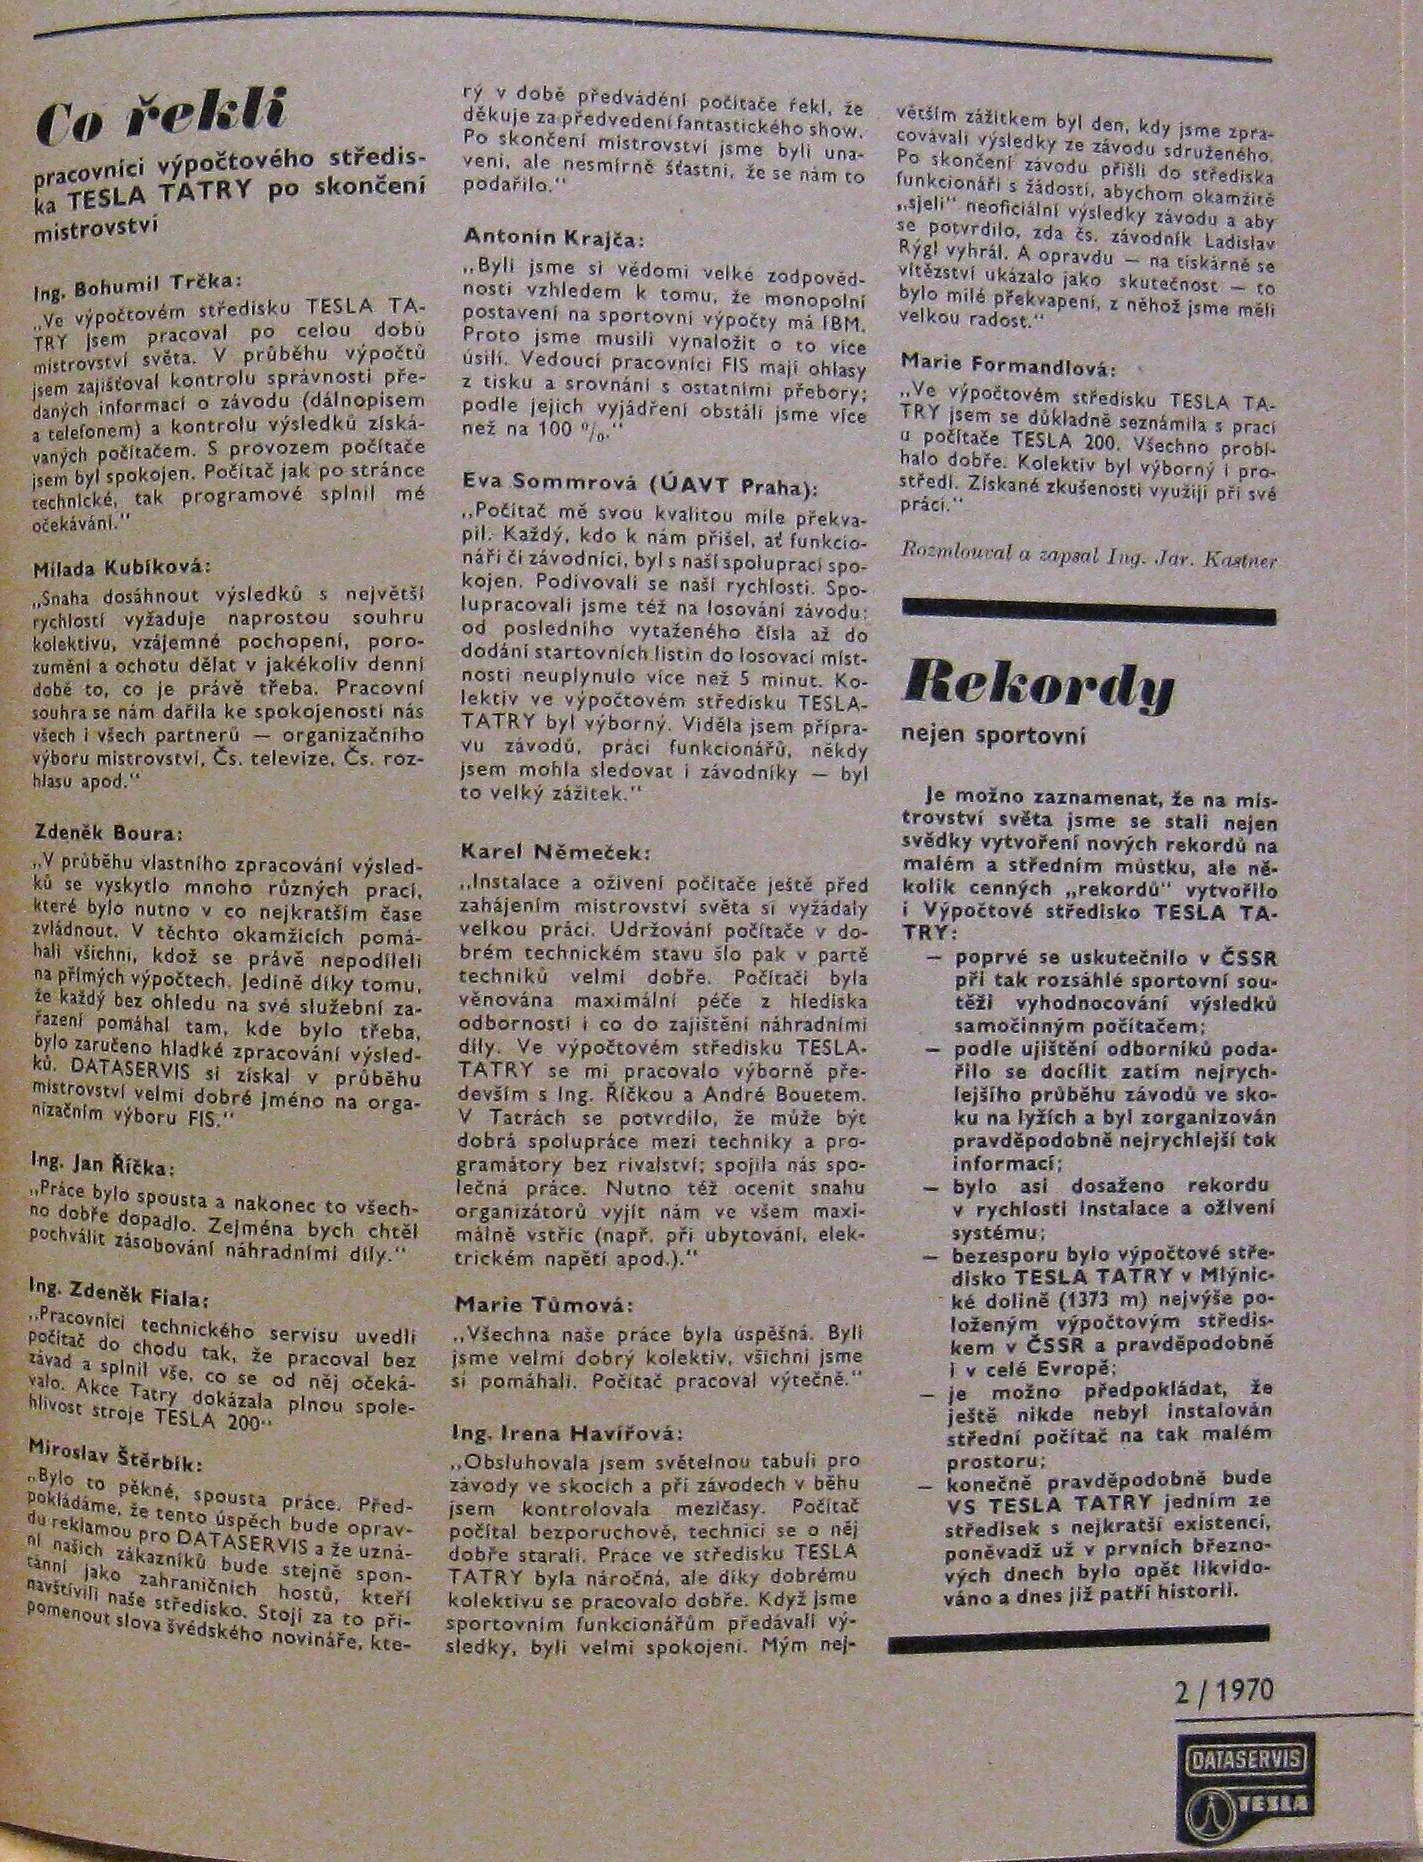 Co řekli
pracovníci výpočtového středis-
ka TESLA TATRY po skončení
mistrovství
Ing. Bohumil Trčka:
„Ve výpočtovém středisku TESLA TA-
TRY jsem pracoval po celou dobu
mistrovství světa. V průběhu výpočtů
jsem zajišťoval kontrolu správnosti pře-
daných informací o závodu (dálnopisem
a telefonem) a kontrolu výsledků získá-
vaných počítačem. S provozem počítače
jsem byl spokojen. Počítač jak po stránce
technické, tak programové splnil mé
očekávání.“
Milada Kubíková:
„Snaha dosáhnout výsledků s největší
rychlostí vyžaduje naprostou souhru
kolektivu, vzájemné pochopení, poro-
zumění a ochotu dělat v jakékoliv denní
době to, co je právě třeba. Pracovní
souhra se nám dařila ke spokojenosti nás
všech i všech partnerů — organizačního
výboru mistrovství, Čs. televize, Čs. roz-
hlasu apod.“
Zdeněk Boura:
„V průběhu vlastního zpracování výsled-
ků se vyskytlo mnoho různých prací,
které bylo nutno v co nejkratším čase
zvládnout. V těchto okamžicích pomá-
hali všichni, kdož se právě nepodíleli
na přímých výpočtech. Jedině díky tomu,
že každý bez ohledu na své služební za-
řazení pomáhal tam, kde bylo třeba,
bylo zaručeno hladké zpracování výsled-
ků. DATASERVIS si získal v průběhu
mistrovství velmi dobré jméno na orga-
nizačním výboru FIS.“
Ing. Jan Říčka:
„Práce bylo spousta a nakonec to všech-
no dobře dopadlo. Zejména bych chtěl
pochválit zásobování náhradními díly.“
Ing. Zdeněk Fiala:
„Pracovníci technického servisu uvedli
počítač do chodu tak, že pracoval bez
závad a splnil vše, co se od něj očeká-
valo. Akce Tatry dokázala plnou spole-
hlivost stroje TESLA 200“
Miroslav Štěrbík:
„Bylo to pěkné, spousta práce. Před-
pokládáme, že tento úspěch bude oprav-
du reklamou pro DATASERVIS a že uzná-
ní našich zákazníků bude stejně spon-
tánní jako zahraničních hostů, kteří
navštívili naše středisko. Stojí za to při-
pomenout slova švédského novináře, kte-
rý v době předvádění počítače řekl, že
děkuje za předvedení fantastického show.
Po skončení mistrovství jsme byli una-
veni, ale nesmírně šťastni, že se nám to
podařilo.“
Antonín Krajča:
„Byli jsme si vědomi velké zodpověd-
nosti vzhledem k tomu, že monopolní
postavení na sportovní výpočty má IBM.
Proto jsme musili vynaložit o to více
úsilí. Vedoucí pracovníci FIS mají ohlasy
z tisku a srovnání s ostatními přebory;
podle jejich vyjádření obstáli jsme více
než na 100 %.“
Eva Sommrová (ÚAVT Praha):
„Počítač mě svou kvalitou mile překva-
pil. Každý, kdo k nám přišel, ať funkcio-
náři či závodníci, byl s naší spoluprací spo-
kojen. Podivovali se naší rychlosti. Spo-
lupracovali jsme též na losování závodu:
od posledního vytaženého čísla až do
dodání startovních listin do losovací míst-
nosti neuplynulo více než 5 minut. Ko-
lektiv ve výpočtovém středisku TESLA-
TATRY byl výborný. Viděla jsem přípra-
vu závodů, práci funkcionářů, někdy
jsem mohla sledovat i závodníky — byl
to velký zážitek.“
Karel Němeček:
„Instalace a oživení počítače ještě před
zahájením mistrovství světa si vyžádaly
velkou práci. Udržování počítače v do-
brém technickém stavu šlo pak v partě
techniků velmi dobře. Počítači byla
věnována maximální péče z hlediska
odbornosti i co do zajištění náhradními
díly. Ve výpočtovém středisku TESLA-
TATRY se mi pracovalo výborně pře-
devším s Ing. Říčkou a André Bouetem.
V Tatrách se potvrdilo, že může být
dobrá spolupráce mezi techniky a pro-
gramátory bez rivalství; spojila nás spo-
lečná práce. Nutno též ocenit snahu
organizátorů vyjít nám ve všem maxi-
málně vstříc (např. při ubytování, elek-
trickém napětí apod.).“
Marie Tůmová:
„Všechna naše práce byla úspěšná. Byli
jsme velmi dobrý kolektiv, všichni jsme
si pomáhali. Počítač pracoval výtečně.“
Ing. Irena Havířová:
„Obsluhovala jsem světelnou tabuli pro
závody ve skocích a při závodech v běhu
jsem kontrolovala mezičasy. Počítač
počítal bezporuchově, technici se o něj
dobře starali. Práce ve středisku TESLA
TATRY byla náročná, ale díky dobrému
kolektivu se pracovalo dobře. Když jsme
sportovním funkcionářům předávali vý-
sledky, byli velmi spokojeni. Mým nej-
větším zážitkem byl den, kdy jsme zpra-
covávali výsledky ze závodu sdruženého.
Po skončení závodu přišli do střediska
funkcionáři s žádostí, abychom okamžitě
„sjeli“ neoficiální výsledky závodu a aby
se potvrdilo, zda čs. závodník Ladislav
Rýgl vyhrál. A opravdu — na tiskárně se
vítězství ukázalo jako skutečnost — to
bylo milé překvapení, z něhož jsme měli
velkou radost.“
Marie Formandlová:
„Ve výpočtovém středisku TESLA TA-
TRY jsem se důkladně seznámila s prací
u počítače TESLA 200. Všechno probí-
halo dobře. Kolektiv byl výborný i pro-
středí. Získané zkušenosti využiji při své
práci.“
Rozmlouval a zapsal Ing. Jar. Kastner
Rekordy
nejen sportovní
Je možno zaznamenat, že na mis-
trovství světa jsme se stali nejen
svědky vytvoření nových rekordů na
malém a středním můstku, ale ně-
kolik cenných „rekordů“ vytvořilo
i Výpočtové středisko TESLA TA-
TRY:
— poprvé se uskutečnilo v ČSSR
při tak rozsáhlé sportovní sou-
těži vyhodnocování výsledků
samočinným počítačem;
— podle ujištění odborníků poda-
řilo se docílit zatím nejrych-
lejšího průběhu závodů ve sko-
ku na lyžích a byl zorganizován
pravděpodobně nejrychlejší tok
informací;
— bylo asi dosaženo rekordu
v rychlosti instalace a oživení
systému;
— bezesporu bylo výpočtové stře-
disko TESLA TATRY v Mlýnic-
ké dolině (1373 m) nejvýše po-
loženým výpočtovým středis-
kem v ČSSR a pravděpodobně
i v celé Evropě;
— je možno předpokládat, že
ještě nikde nebyl instalován
střední počítač na tak malém
prostoru;
— konečně pravděpodobně bude
VS TESLA TATRY jedním ze
středisek s nejkratší existencí,
poněvadž už v prvních březno-
vých dnech bylo opět likvido-
váno a dnes již patří historii.
2 / 1970
DATASERVIS
TESLA